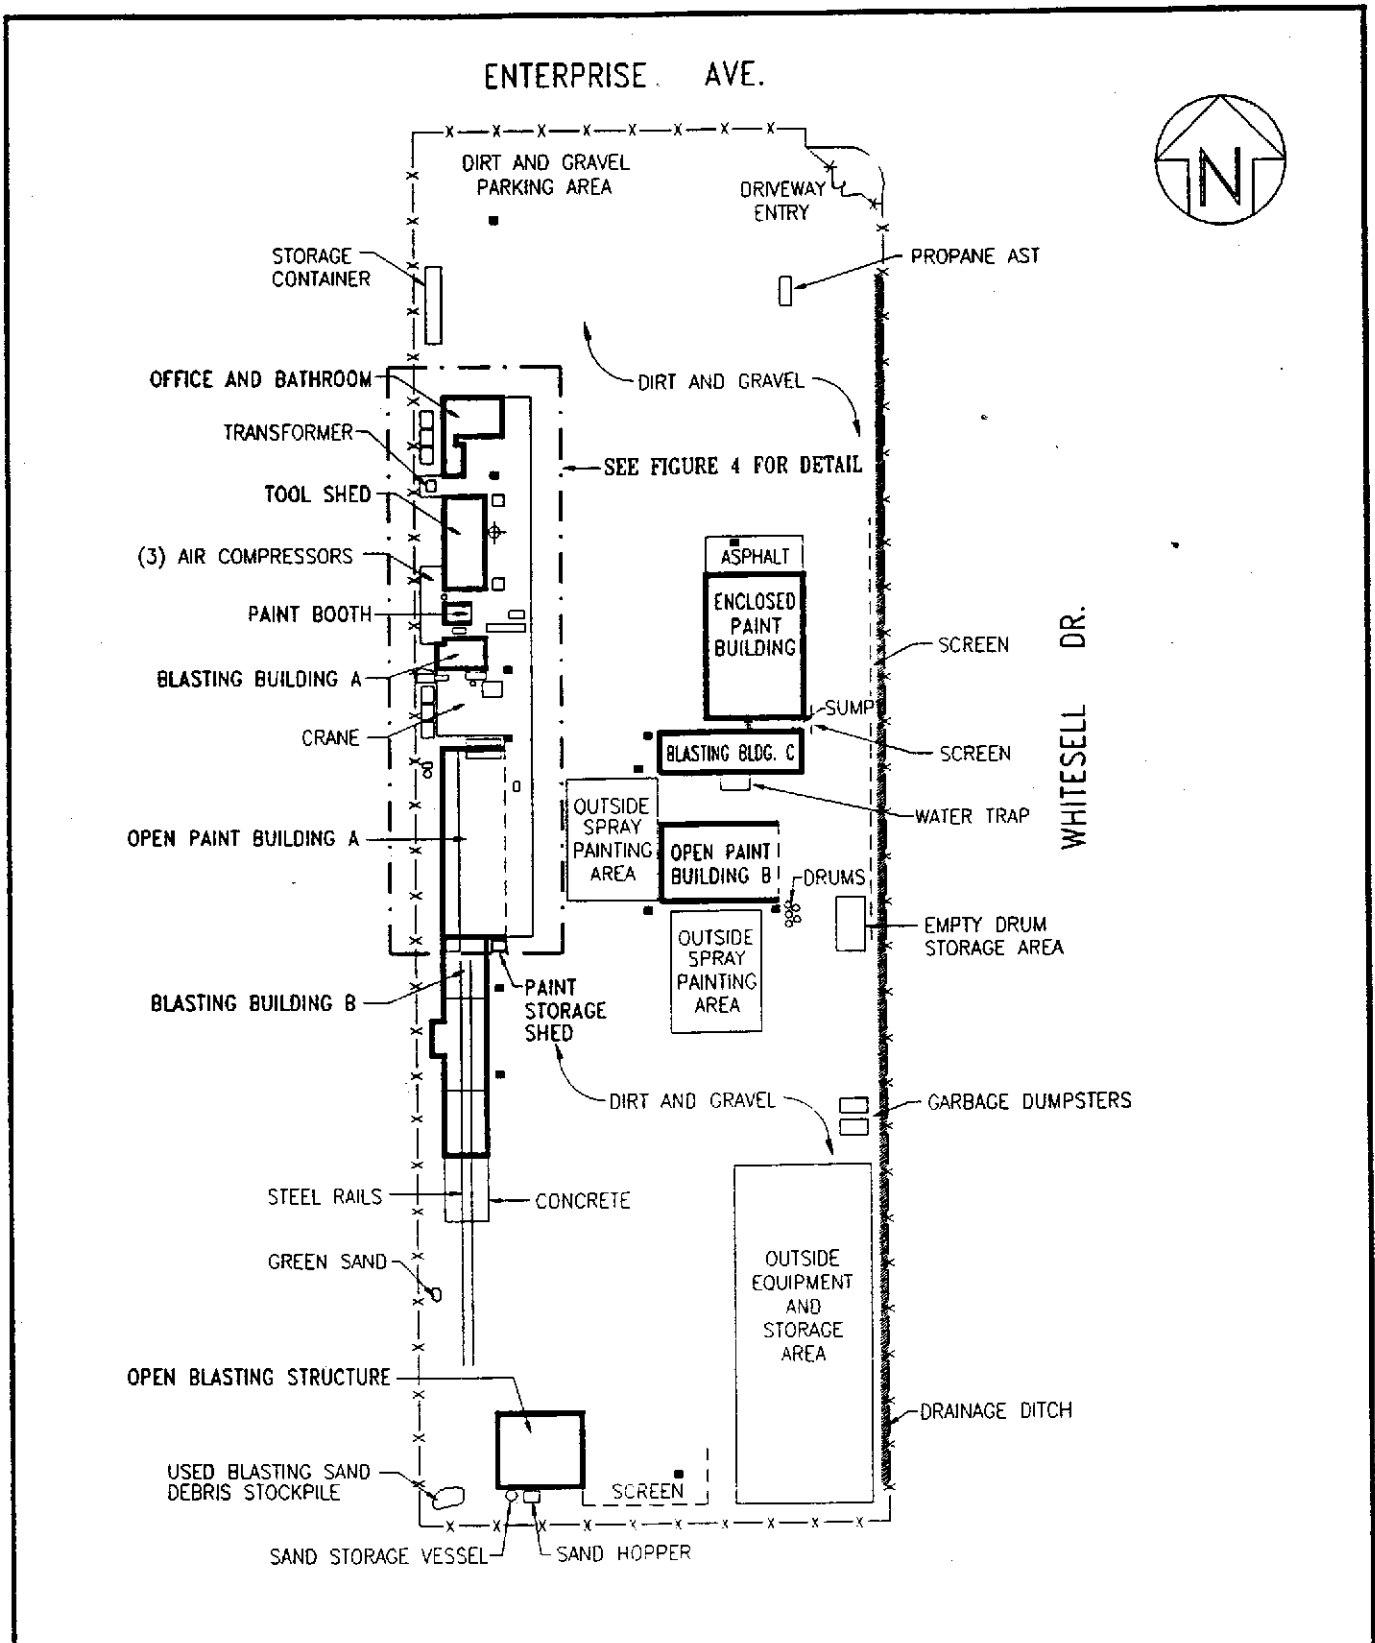 ENTERPRISE AVE.
N
DIRT AND GRAVEL
PARKING AREA
DRIVEWAY
ENTRY
STORAGE
CONTAINER
PROPANE AST
OFFICE AND BATHROOM
DIRT AND GRAVEL
TRANSFORMER
SEE FIGURE 4 FOR DETAIL
TOOL SHED
(3) AIR COMPRESSORS
ASPHALT
PAINT BOOTH
ENCLOSED
PAINT
BUILDING
SCREEN
WHITESELL DR.
BLASTING BUILDING A
SUMP
CRANE
BLASTING BLDG. C
SCREEN
WATER TRAP
OUTSIDE
SPRAY
PAINTING
AREA
OPEN PAINT BUILDING A
OPEN PAINT
BUILDING B
DRUMS
EMPTY DRUM
STORAGE AREA
OUTSIDE
SPRAY
PAINTING
AREA
BLASTING BUILDING B
PAINT
STORAGE
SHED
DIRT AND GRAVEL
GARBAGE DUMPSTERS
STEEL RAILS
CONCRETE
GREEN SAND
OUTSIDE
EQUIPMENT
AND
STORAGE
AREA
OPEN BLASTING STRUCTURE
DRAINAGE DITCH
USED BLASTING SAND
DEBRIS STOCKPILE
SCREEN
SAND STORAGE VESSEL
SAND HOPPER